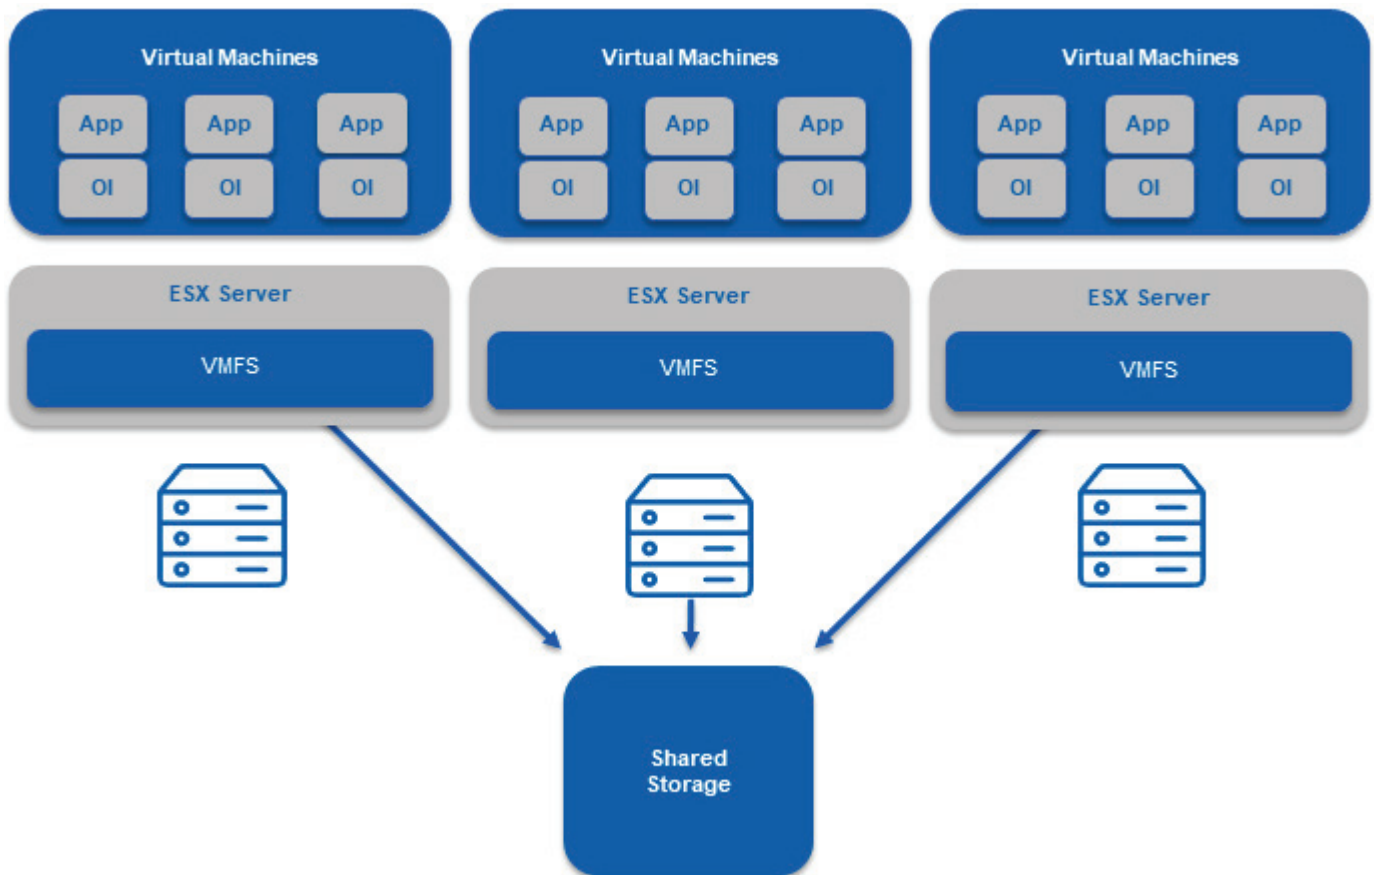 Virtual Machines
App App App
OI OI OI
Virtual Machines
App App App
OI OI OI
Virtual Machines
App App App
OI OI OI
ESX Server
VMFS
ESX Server
VMFS
ESX Server
VMFS
Shared
Storage